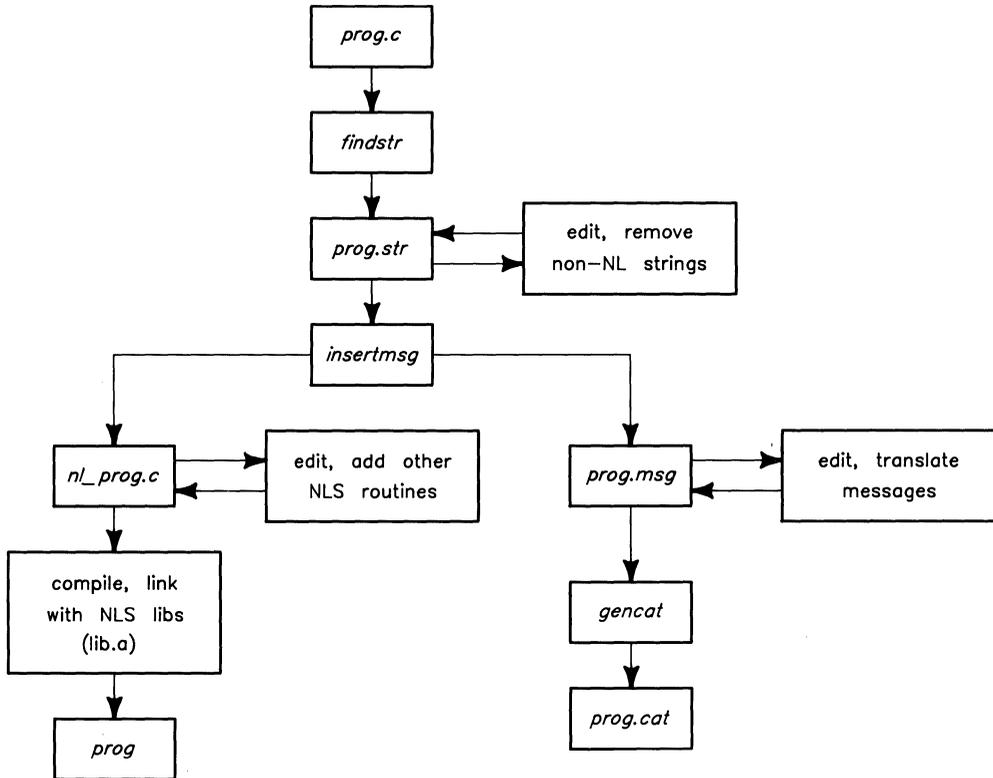 prog.c
findstr
prog.str
edit, remove
non-NL strings
insertmsg
nl_prog.c
edit, add other
NLS routines
prog.msg
edit, translate
messages
compile, link
with NLS libs
(lib.a)
gencat
prog.cat
prog